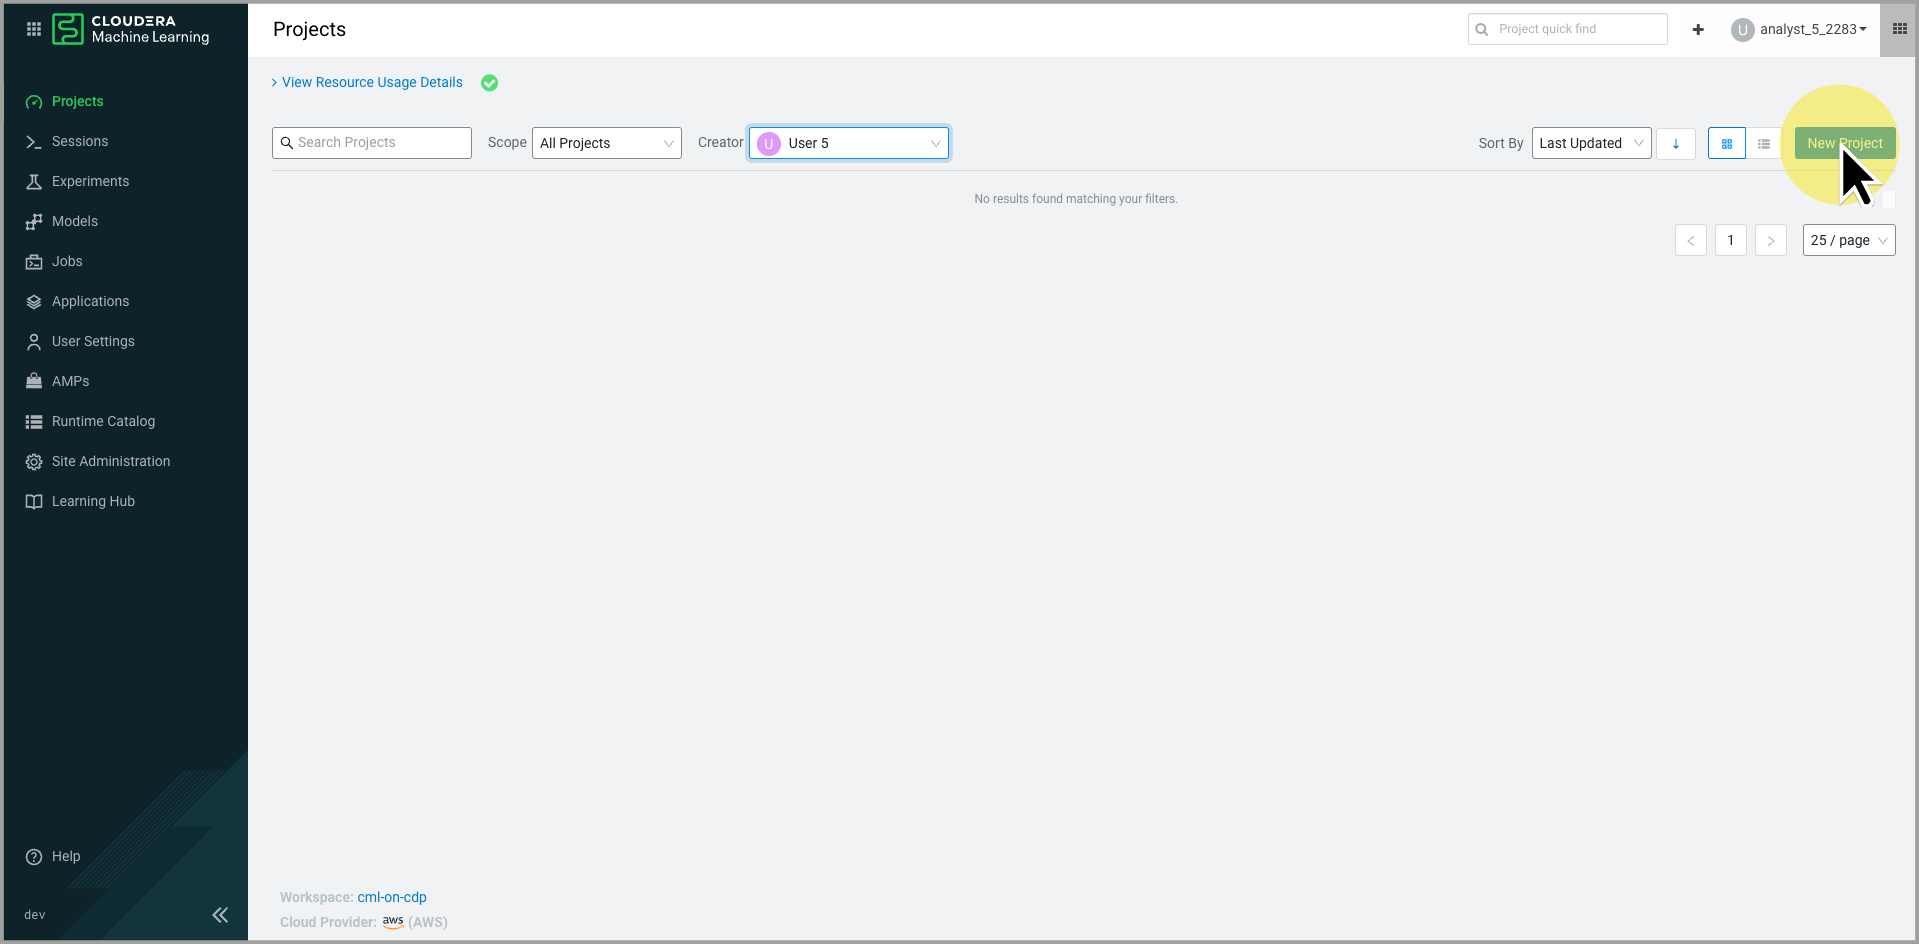 CLOUDERA
Machine Learning
Projects
Project quick find
U analyst_5_2283
Projects
Sessions
Experiments
Models
Jobs
Applications
User Settings
AMPs
Runtime Catalog
Site Administration
Learning Hub
Help
dev
View Resource Usage Details
Search Projects Scope All Projects Creator U User 5 Sort By Last Updated New Project
No results found matching your filters.
< 1 > 25 / page
Workspace: cml-on-cdp
Cloud Provider: aws (AWS)